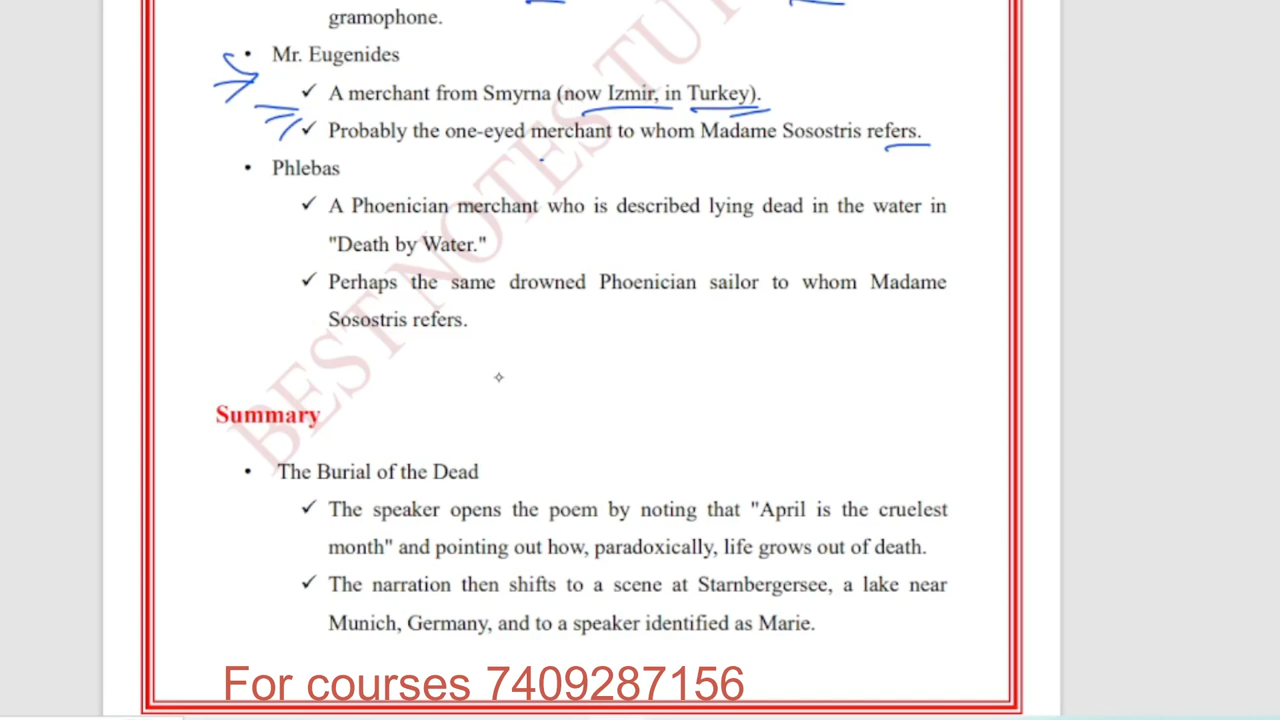 gramophone.
• Mr. Eugenides
✓ A merchant from Smyrna (now Izmir, in Turkey).
✓ Probably the one-eyed merchant to whom Madame Sosostris refers.
• Phlebas
✓ A Phoenician merchant who is described lying dead in the water in
"Death by Water."
✓ Perhaps the same drowned Phoenician sailor to whom Madame
Sosostris refers.
BEST NOTES TUT
Summary
• The Burial of the Dead
✓ The speaker opens the poem by noting that "April is the cruelest
month" and pointing out how, paradoxically, life grows out of death.
✓ The narration then shifts to a scene at Starnbergersee, a lake near
Munich, Germany, and to a speaker identified as Marie.
For courses 7409287156